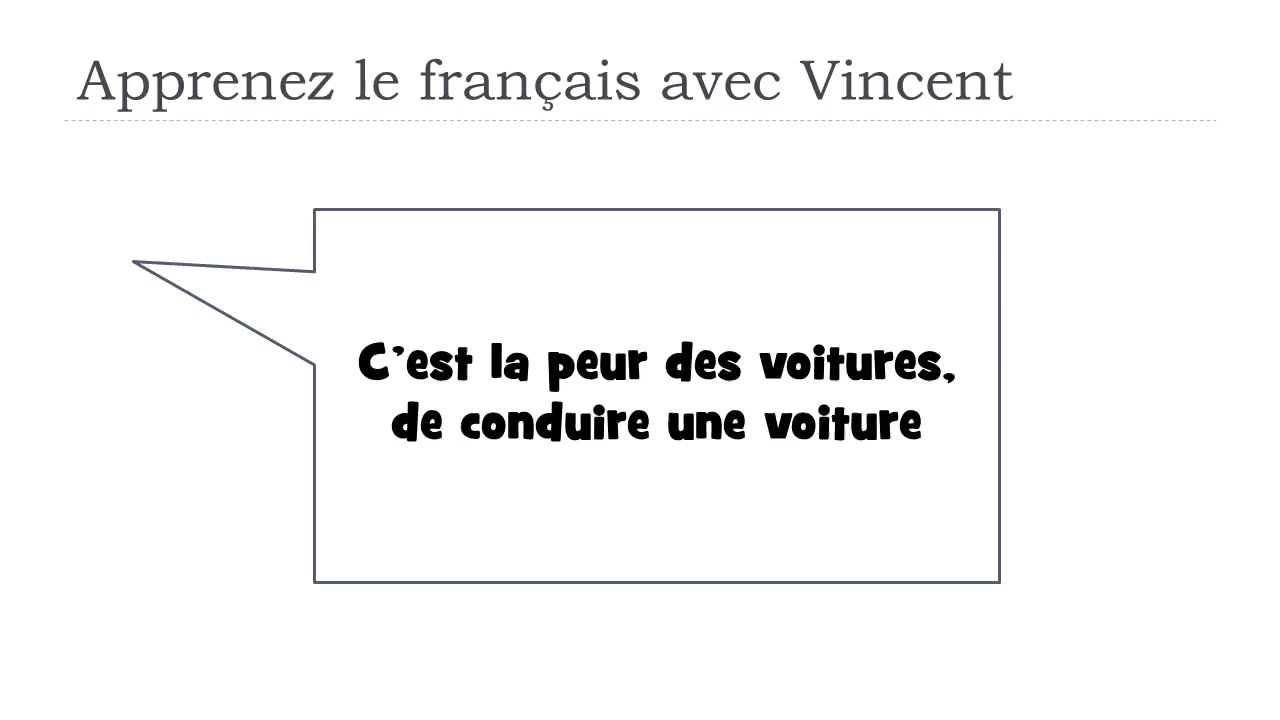 Apprenez le français avec Vincent
C'est la peur des voitures,
de conduire une voiture